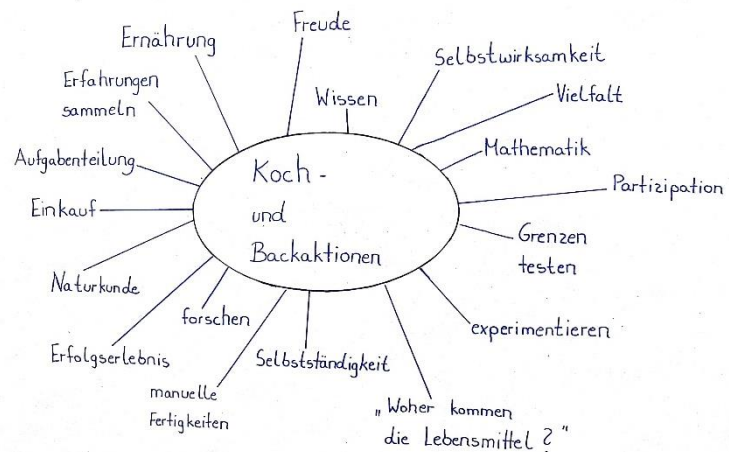 Koch-
und
Backaktionen
Freude
Wissen
Selbstwirksamkeit
Vielfalt
Mathematik
Partizipation
Grenzen
testen
experimentieren
„Woher kommen
die Lebensmittel?“
Selbstständigkeit
manuelle
Fertigkeiten
forschen
Erfolgserlebnis
Naturkunde
Einkauf
Aufgabenteilung
Erfahrungen
sammeln
Ernährung